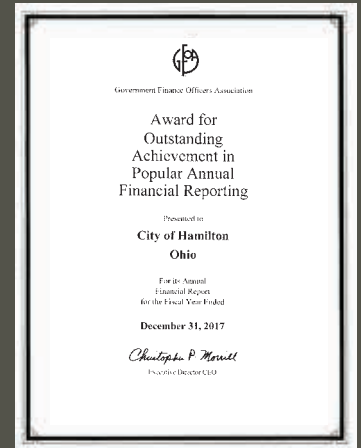 Government Finance Officers Association
Award for
Outstanding
Achievement in
Popular Annual
Financial Reporting
Presented to
City of Hamilton
Ohio
For its Annual
Financial Report
for the Fiscal Year Ended
December 31, 2017
Christopher P. Morrill
Executive Director/CEO